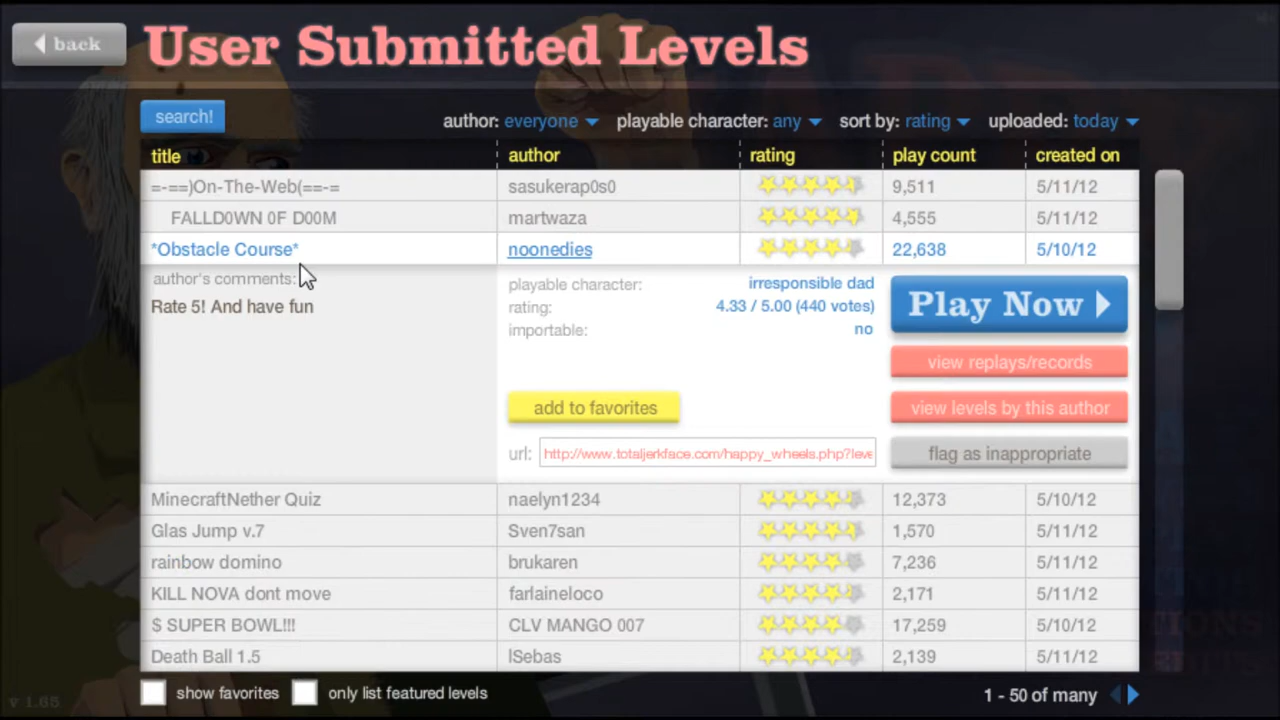 back
User Submitted Levels
search!
author: everyone playable character: any sort by: rating uploaded: today
title author rating play count created on
=-==)On-The-Web(==-= sasukerap0s0 9,511 5/11/12
FALLD0WN 0F D00M martwaza 4,555 5/11/12
*Obstacle Course* noonedies 22,638 5/10/12
author's comments:
Rate 5! And have fun
playable character: irresponsible dad
rating: 4.33 / 5.00 (440 votes)
importable: no
add to favorites
url: http://www.totaljerkface.com/happy_wheels.php?leve
Play Now
view replays/records
view levels by this author
flag as inappropriate
MinecraftNether Quiz naelyn1234 12,373 5/10/12
Glas Jump v.7 Sven7san 1,570 5/11/12
rainbow domino brukaren 7,236 5/11/12
KILL NOVA dont move farlaineloco 2,171 5/11/12
$ SUPER BOWL!!! CLV MANGO 007 17,259 5/10/12
Death Ball 1.5 lSebas 2,139 5/11/12
show favorites only list featured levels 1 - 50 of many
v 1.65